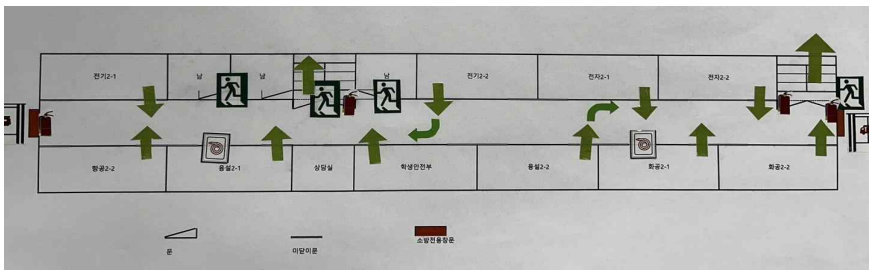 전기2-1
남
남
남
전기2-2
전자2-1
전자2-2
항공2-2
용설2-1
상담실
학생안전부
용설2-2
화공2-1
화공2-2
문
미닫이문
소방전용창문